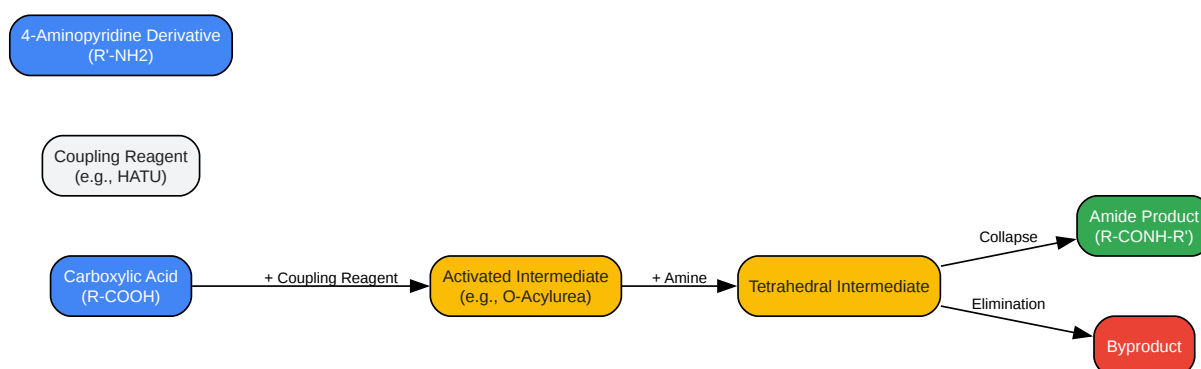 4-Aminopyridine Derivative
(R'-NH2)
Coupling Reagent
(e.g., HATU)
Carboxylic Acid
(R-COOH)
+ Coupling Reagent
Activated Intermediate
(e.g., O-Acylurea)
+ Amine
Tetrahedral Intermediate
Collapse
Amide Product
(R-CONH-R')
Elimination
Byproduct